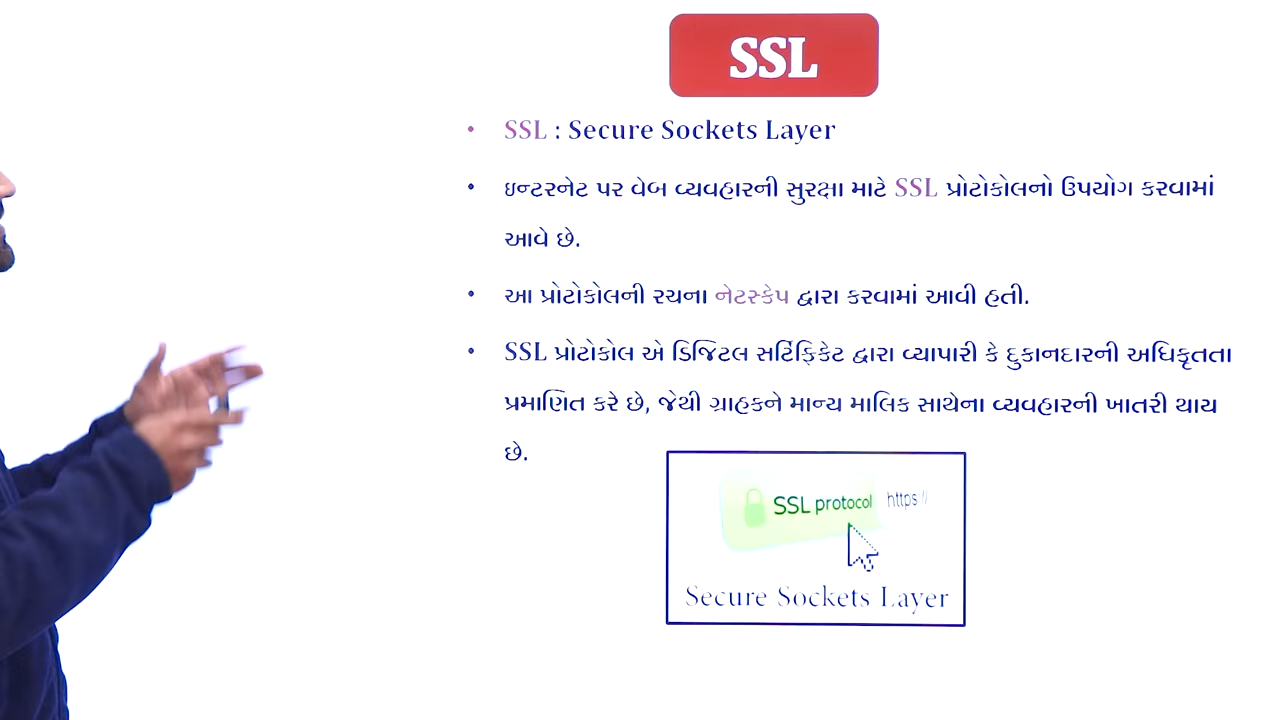 SSL
• SSL : Secure Sockets Layer
• ઇન્ટરનેટ પર વેબ વ્યવહારની સુરક્ષા માટે SSL પ્રોટોકોલનો ઉપયોગ કરવામાં
આવે છે.
• આ પ્રોટોકોલની રચના નેટસ્કેપ દ્વારા કરવામાં આવી હતી.
• SSL પ્રોટોકોલ એ ડિજિટલ સર્ટિફિકેટ દ્વારા વ્યાપારી કે દુકાનદારની અધિકૃતતા
પ્રમાણિત કરે છે, જેથી ગ્રાહકને માન્ય માલિક સાથેના વ્યવહારની ખાતરી થાય
છે.
SSL protocol https://
Secure Sockets Layer